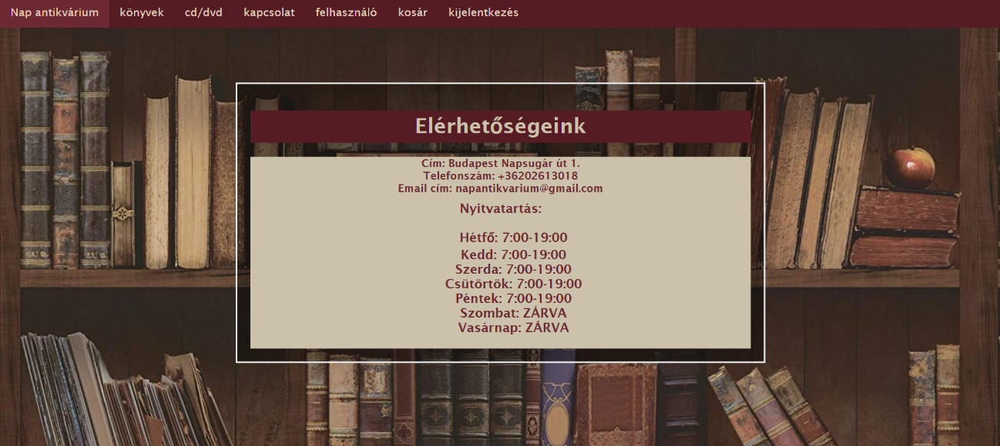 Nap antikvárium könyvek cd/dvd kapcsolat felhasználó kosár kijelentkezés
Elérhetőségeink
Cím: Budapest Napsugár út 1.
Telefonszám: +36202613018
Email cím: napantikvarium@gmail.com
Nyitvatartás:
Hétfő: 7:00-19:00
Kedd: 7:00-19:00
Szerda: 7:00-19:00
Csütörtök: 7:00-19:00
Péntek: 7:00-19:00
Szombat: ZÁRVA
Vasárnap: ZÁRVA